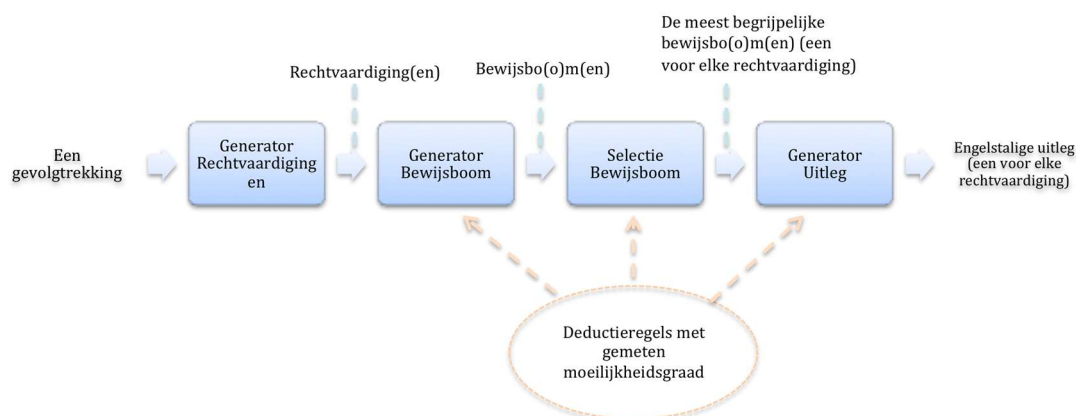 De meest begrijpelijke
bewijsbo(o)m(en) (een
voor elke rechtvaardiging)
Rechtvaardiging(en)
Bewijsbo(o)m(en)
Een
gevolgtrekking
Generator
Rechtvaardiging
en
Generator
Bewijsboom
Selectie
Bewijsboom
Generator
Uitleg
Engelstalige uitleg
(een voor elke
rechtvaardiging)
Deductieregels met
gemeten
moeilijkheidsgraad